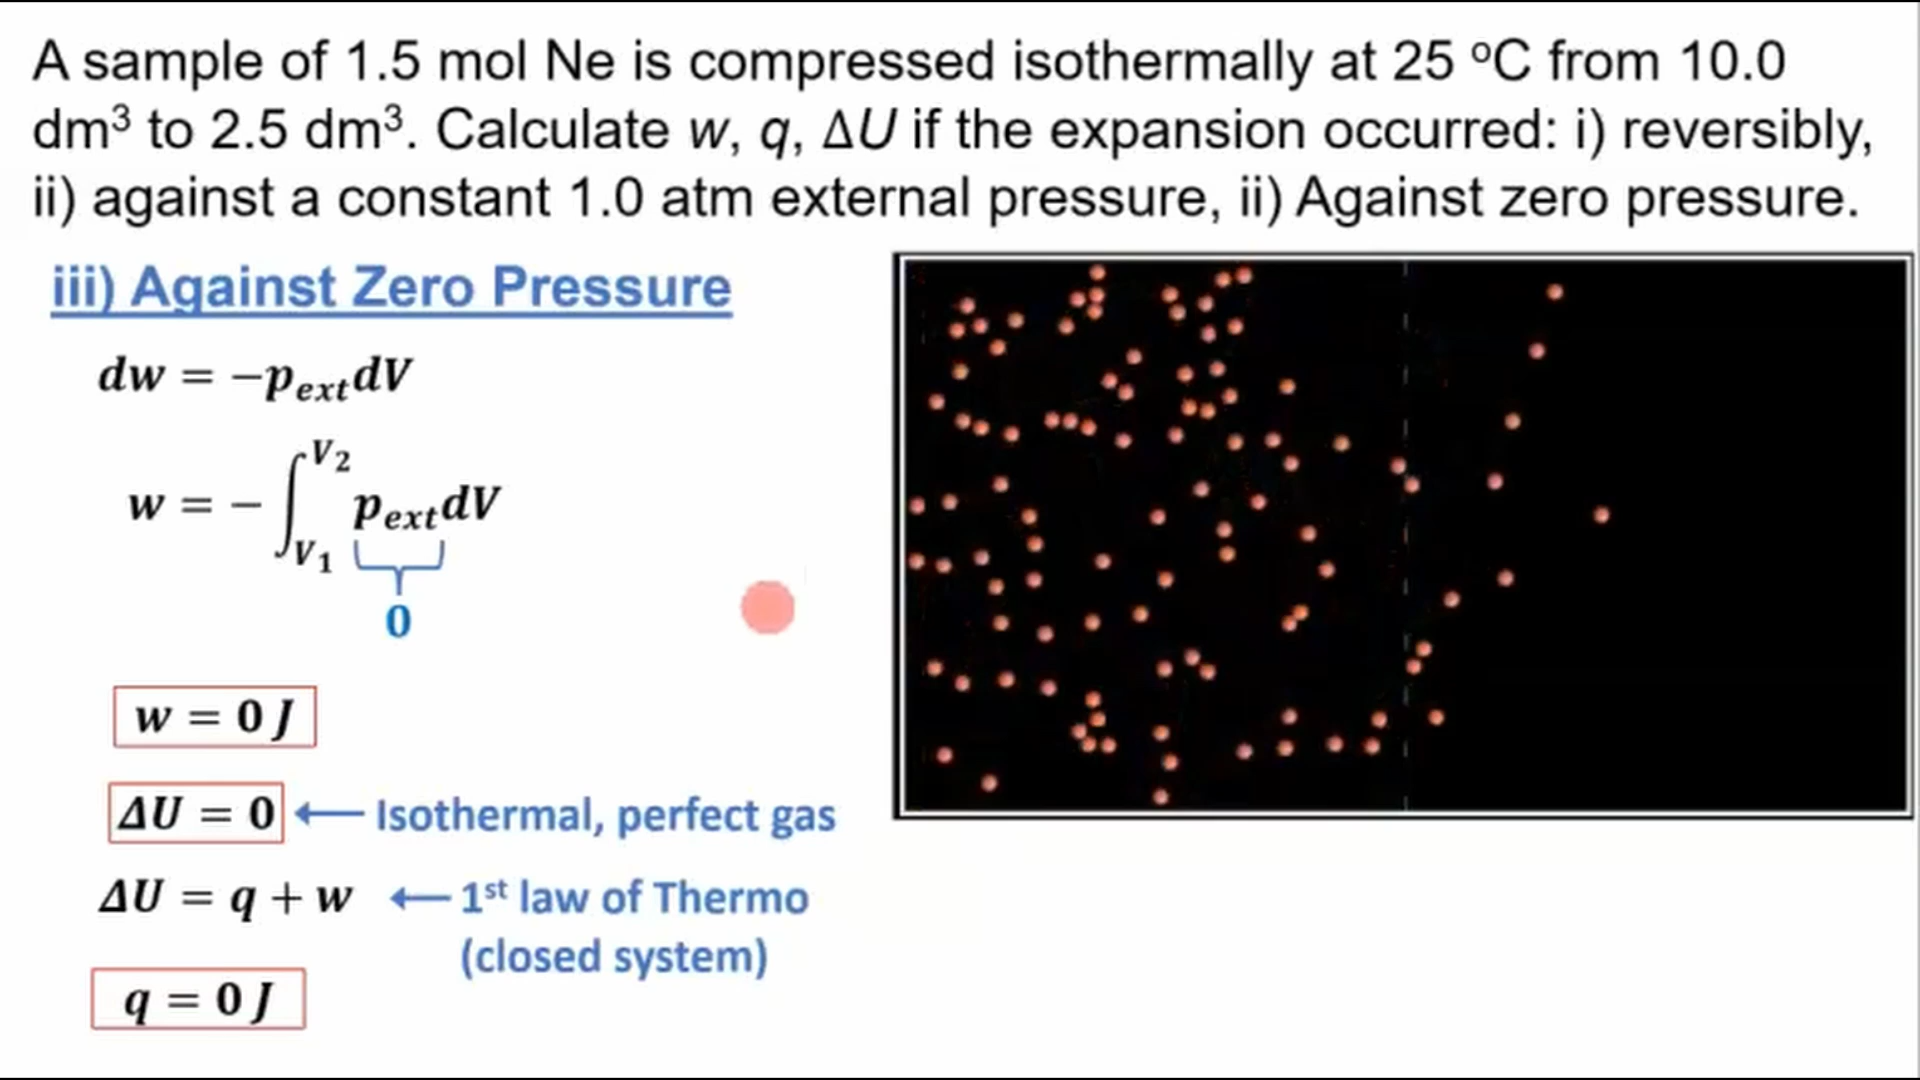 A sample of 1.5 mol Ne is compressed isothermally at 25 ºC from 10.0
dm³ to 2.5 dm³. Calculate w, q, ΔU if the expansion occurred: i) reversibly,
ii) against a constant 1.0 atm external pressure, ii) Against zero pressure.
iii) Against Zero Pressure
dw = −p_ext dV
w = − ∫_{V₁}^{V₂} p_ext dV
0
w = 0 J
ΔU = 0 ← Isothermal, perfect gas
ΔU = q + w ← 1ˢᵗ law of Thermo
(closed system)
q = 0 J